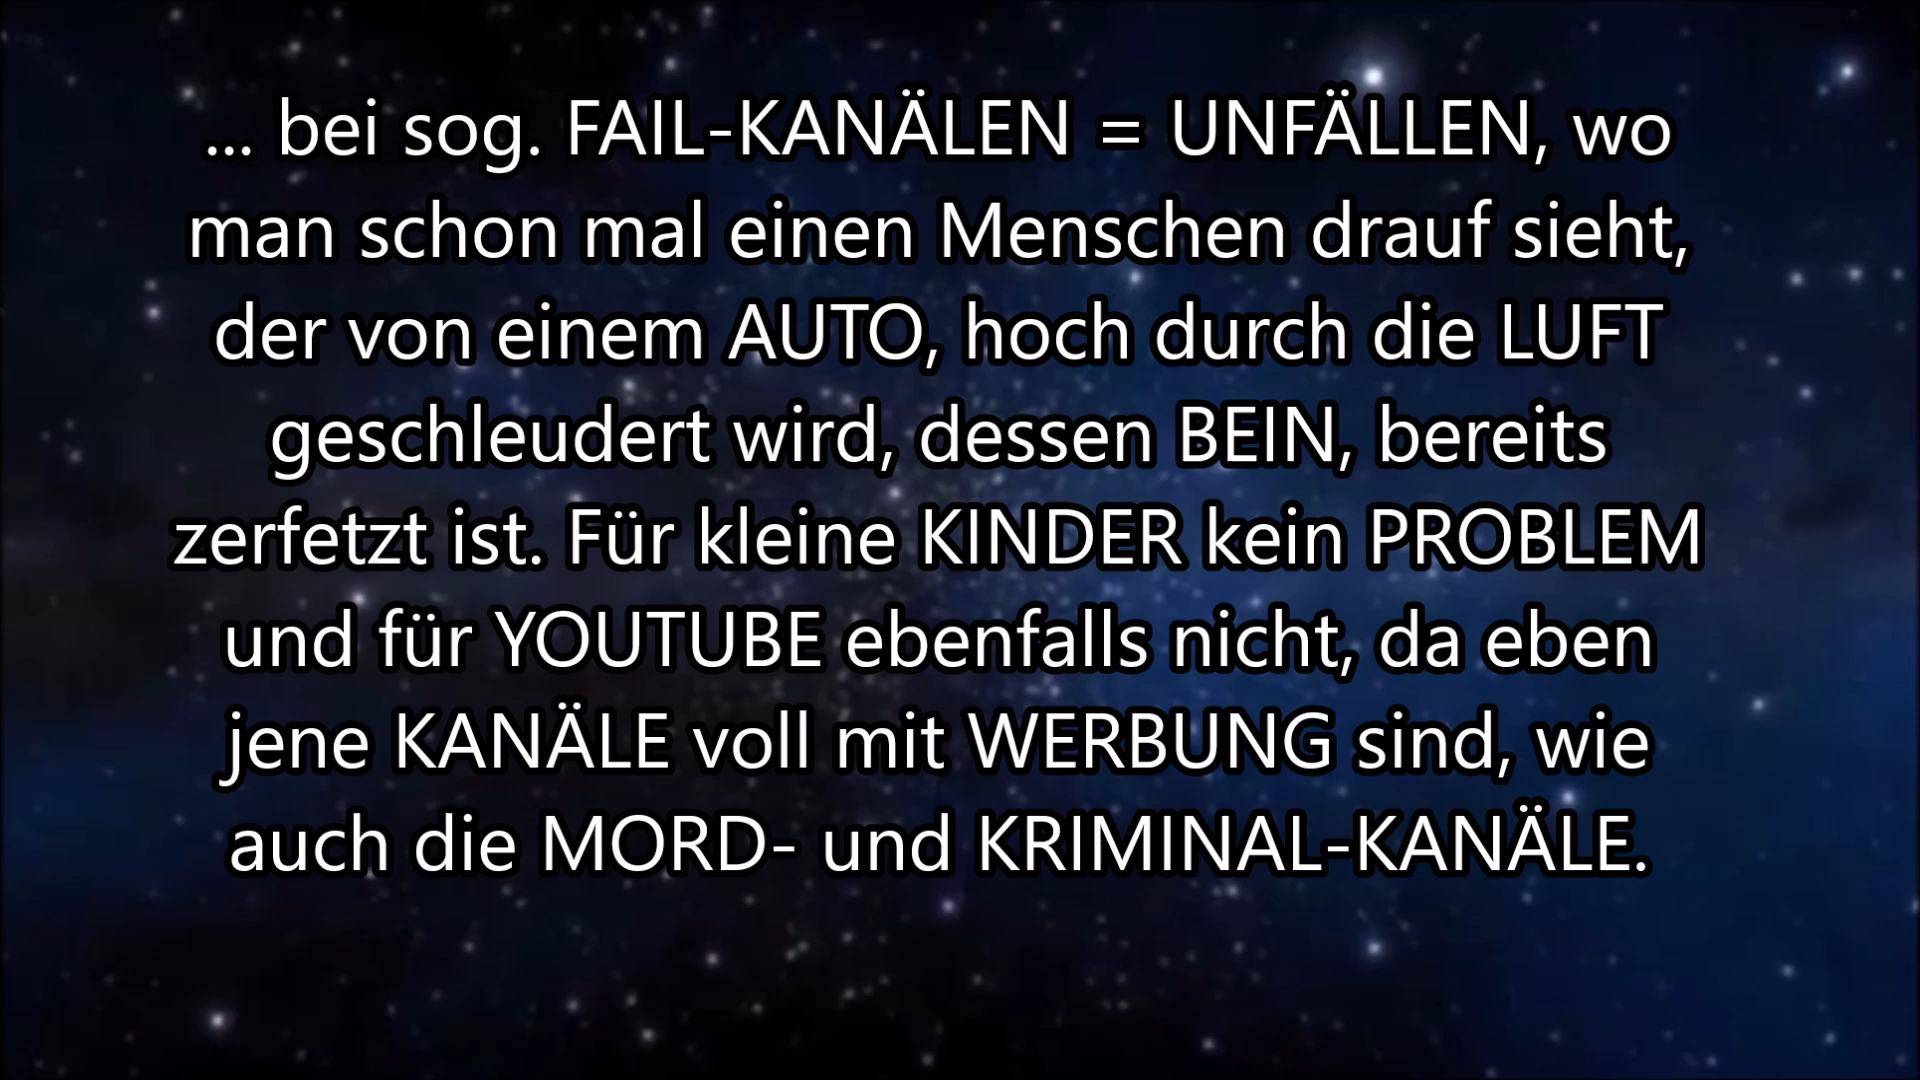 ... bei sog. FAIL-KANÄLEN = UNFÄLLEN, wo
man schon mal einen Menschen drauf sieht,
der von einem AUTO, hoch durch die LUFT
geschleudert wird, dessen BEIN, bereits
zerfetzt ist. Für kleine KINDER kein PROBLEM
und für YOUTUBE ebenfalls nicht, da eben
jene KANÄLE voll mit WERBUNG sind, wie
auch die MORD- und KRIMINAL-KANÄLE.